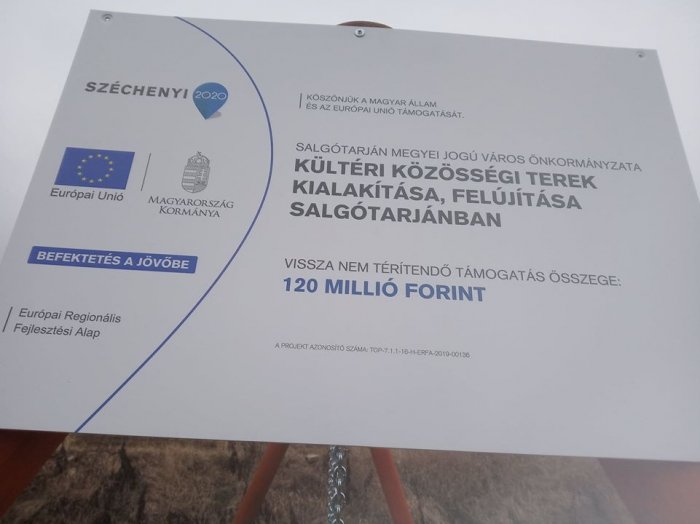 SZÉCHENYI 2020
KÖSZÖNJÜK A MAGYAR ÁLLAM
ÉS AZ EURÓPAI UNIÓ TÁMOGATÁSÁT.
Európai Unió
MAGYARORSZÁG
KORMÁNYA
SALGÓTARJÁN MEGYEI JOGÚ VÁROS ÖNKORMÁNYZATA
KÜLTÉRI KÖZÖSSÉGI TEREK
KIALAKÍTÁSA, FELÚJÍTÁSA
SALGÓTARJÁNBAN
BEFEKTETÉS A JÖVŐBE
VISSZA NEM TÉRÍTENDŐ TÁMOGATÁS ÖSSZEGE:
120 MILLIÓ FORINT
Európai Regionális
Fejlesztési Alap
A PROJEKT AZONOSÍTÓ SZÁMA: TOP-7.1.1-16-H-ERFA-2019-00136